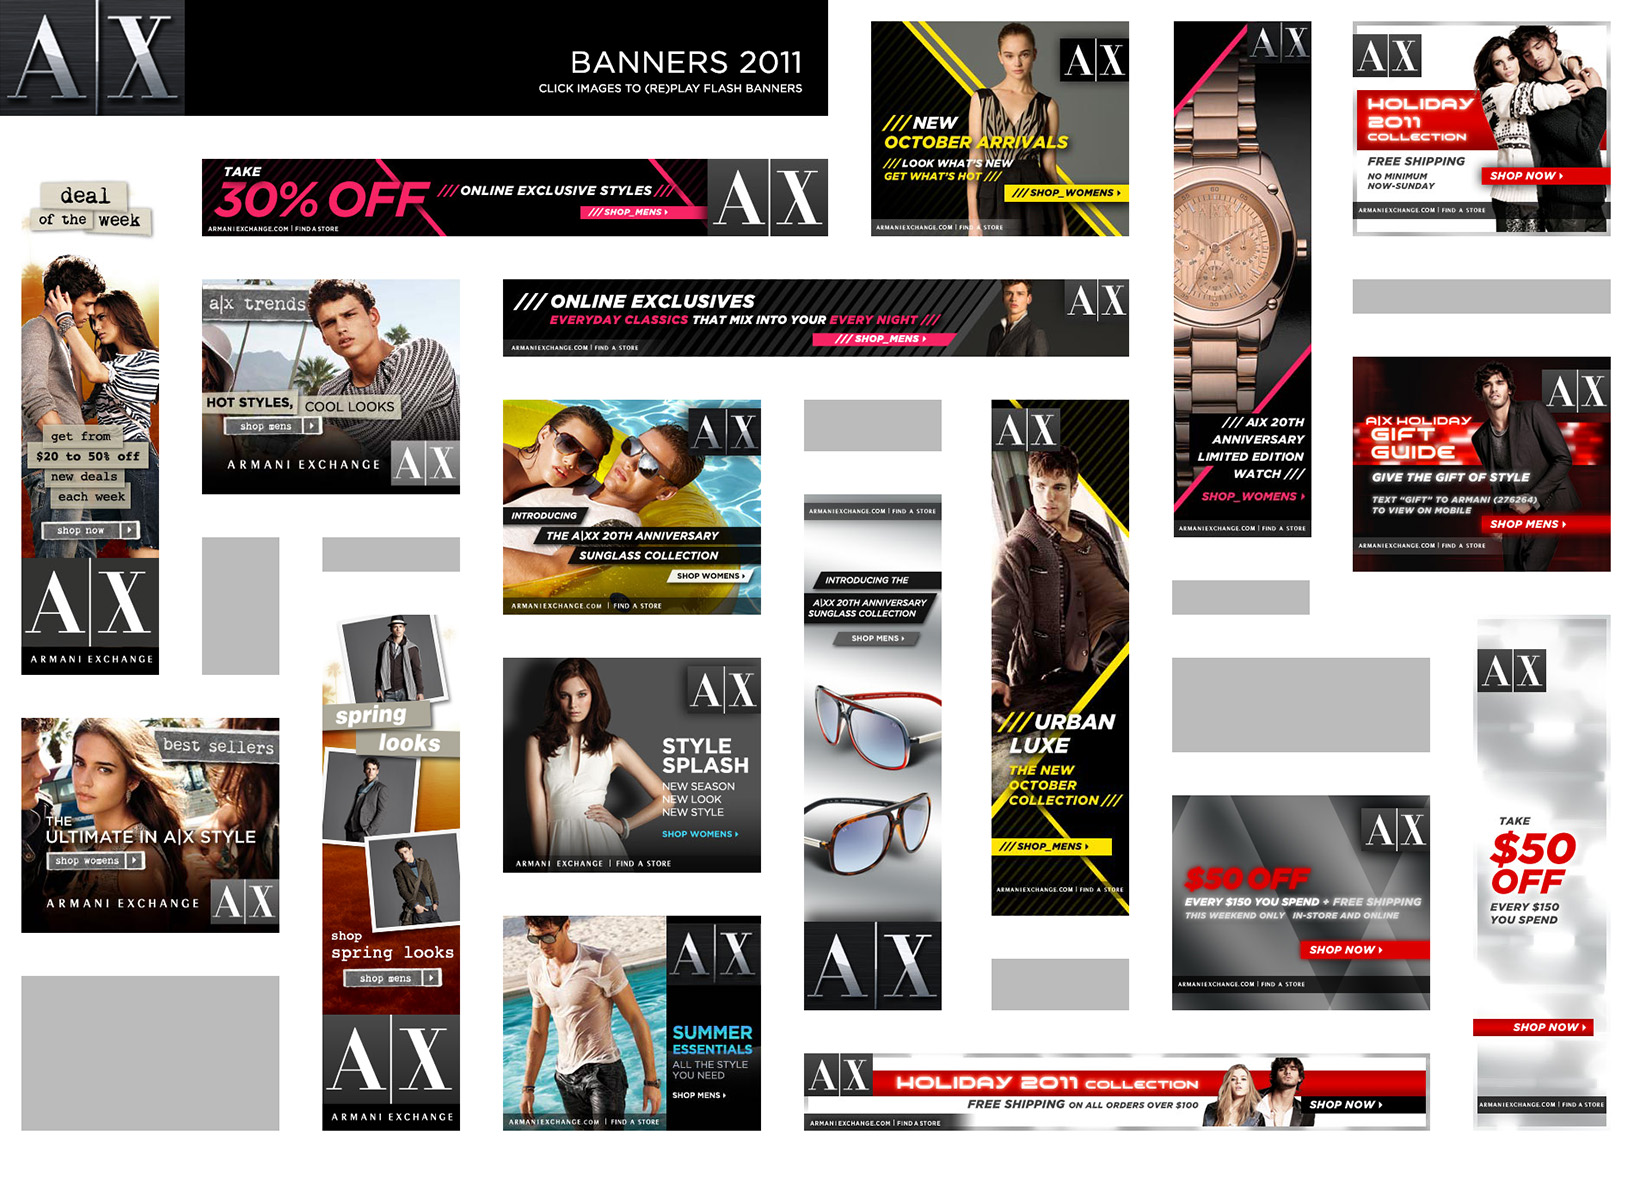 A|X
BANNERS 2011
CLICK IMAGES TO (RE)PLAY FLASH BANNERS
deal
of the week
get from
$20 to 50% off
new deals
each week
shop now
A|X
ARMANI EXCHANGE
TAKE
30% OFF
///ONLINE EXCLUSIVE STYLES///
///SHOP_MENS
ARMANIEXCHANGE.COM | FIND A STORE
A|X
a|x trends
HOT STYLES, COOL LOOKS
shop mens
ARMANI EXCHANGE A|X
///ONLINE EXCLUSIVES
EVERYDAY CLASSICS THAT MIX INTO YOUR EVERY NIGHT ///
///SHOP_MENS
ARMANIEXCHANGE.COM | FIND A STORE
A|X
A|X
///NEW
OCTOBER ARRIVALS
///LOOK WHAT'S NEW
GET WHAT'S HOT ///
///SHOP_WOMENS
ARMANIEXCHANGE.COM | FIND A STORE
A|X
/// A|X 20TH
ANNIVERSARY
LIMITED EDITION
WATCH ///
SHOP_WOMENS
ARMANIEXCHANGE.COM | FIND A STORE
A|X
HOLIDAY
2011
COLLECTION
FREE SHIPPING
NO MINIMUM
NOW-SUNDAY
SHOP NOW
ARMANIEXCHANGE.COM | FIND A STORE
A|X
A|X HOLIDAY
GIFT
GUIDE
GIVE THE GIFT OF STYLE
TEXT "GIFT" TO ARMANI (276264)
TO VIEW ON MOBILE
SHOP MENS
ARMANIEXCHANGE.COM | FIND A STORE
A|X
INTRODUCING
THE A|XX 20TH ANNIVERSARY
SUNGLASS COLLECTION
SHOP WOMENS
ARMANIEXCHANGE.COM | FIND A STORE
ARMANIEXCHANGE.COM | FIND A STORE
INTRODUCING THE
A|XX 20TH ANNIVERSARY
SUNGLASS COLLECTION
SHOP MENS
A|X
A|X
///URBAN
LUXE
THE NEW
OCTOBER
COLLECTION ///
///SHOP_MENS
ARMANIEXCHANGE.COM | FIND A STORE
best sellers
THE
ULTIMATE IN A|X STYLE
shop womens
ARMANI EXCHANGE A|X
spring
looks
shop
spring looks
shop mens
A|X
ARMANI EXCHANGE
A|X
STYLE
SPLASH
NEW SEASON
NEW LOOK
NEW STYLE
SHOP WOMENS
ARMANI EXCHANGE | FIND A STORE
A|X
SUMMER
ESSENTIALS
ALL THE STYLE
YOU NEED
SHOP MENS
ARMANIEXCHANGE.COM | FIND A STORE
A|X
$50 OFF
EVERY $150 YOU SPEND + FREE SHIPPING
THIS WEEKEND ONLY IN-STORE AND ONLINE
SHOP NOW
ARMANIEXCHANGE.COM | FIND A STORE
A|X
TAKE
$50
OFF
EVERY $150
YOU SPEND
SHOP NOW
ARMANIEXCHANGE.COM | FIND A STORE
A|X
HOLIDAY 2011 COLLECTION
FREE SHIPPING ON ALL ORDERS OVER $100
SHOP NOW
ARMANIEXCHANGE.COM | FIND A STORE